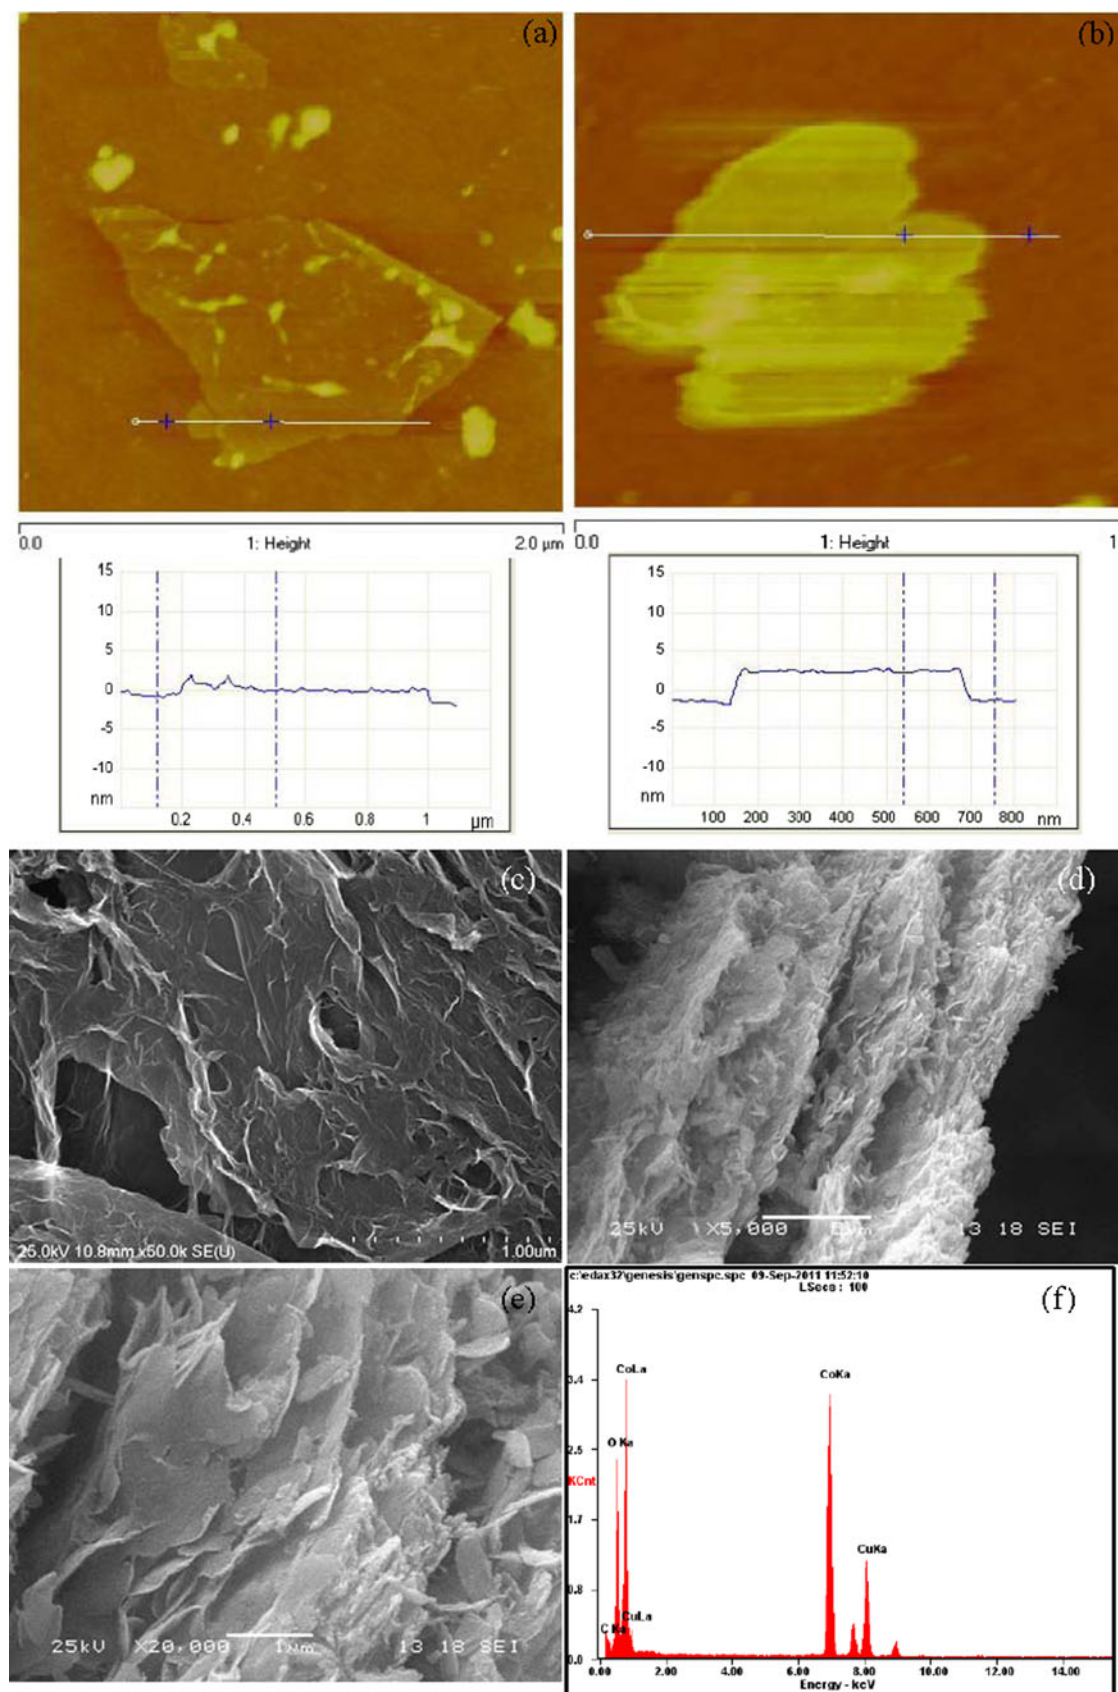 (a)
(b)
0.0 1: Height 2.0 µm
0.0 1: Height 1
15
10
5
0
-5
-10
nm
0.2 0.4 0.6 0.8 1 µm
15
10
5
0
-5
-10
nm
100 200 300 400 500 600 700 800 nm
(c)
25.0kV 10.8mm x50.0k SE(U) 1.00um
(d)
25kV X5,000 5µm 13 18 SEI
(e)
25kV X20,000 1µm 13 18 SEI
c:\edax32\genesis\genspc.spc 09-Sep-2011 11:52:10
LSecs : 100
(f)
4.2
3.4
2.5
KCnt
1.7
0.8
0.0
CoLa
O Ka
CuLa
C Ka
CoKa
CuKa
0.00 2.00 4.00 6.00 8.00 10.00 12.00 14.00
Energy - keV